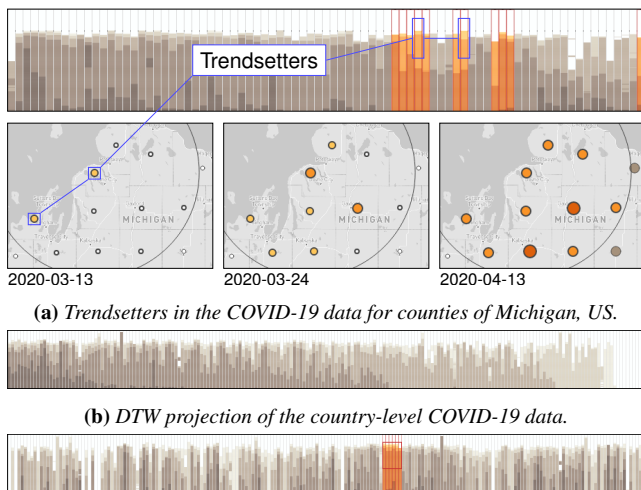 Trendsetters
MICHIGAN
MICHIGAN
MICHIGAN
2020-03-13
2020-03-24
2020-04-13
(a) Trendsetters in the COVID-19 data for counties of Michigan, US.
(b) DTW projection of the country-level COVID-19 data.